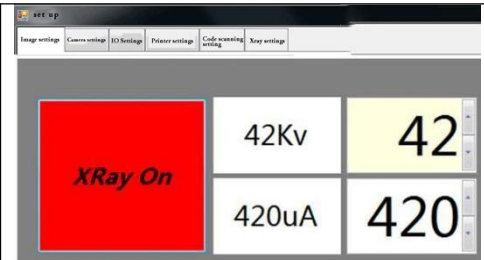 set up
Image settings Camera settings IO Settings Printer settings Code scanning setting Xray settings
XRay On
42Kv
42
420uA
420